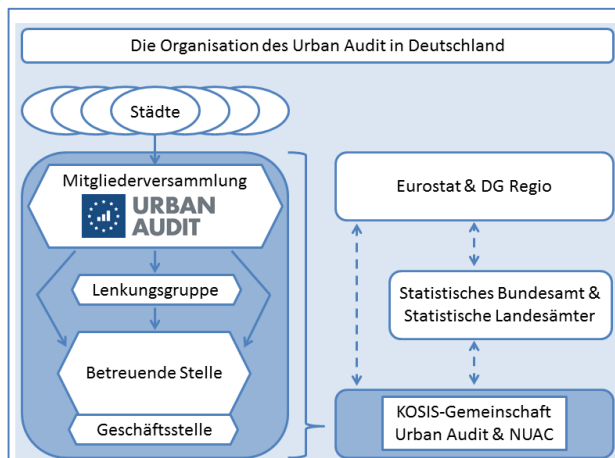 Die Organisation des Urban Audit in Deutschland
Städte
Mitgliederversammlung
URBAN
AUDIT
Lenkungsgruppe
Betreuende Stelle
Geschäftsstelle
Eurostat & DG Regio
Statistisches Bundesamt &
Statistische Landesämter
KOSIS-Gemeinschaft
Urban Audit & NUAC